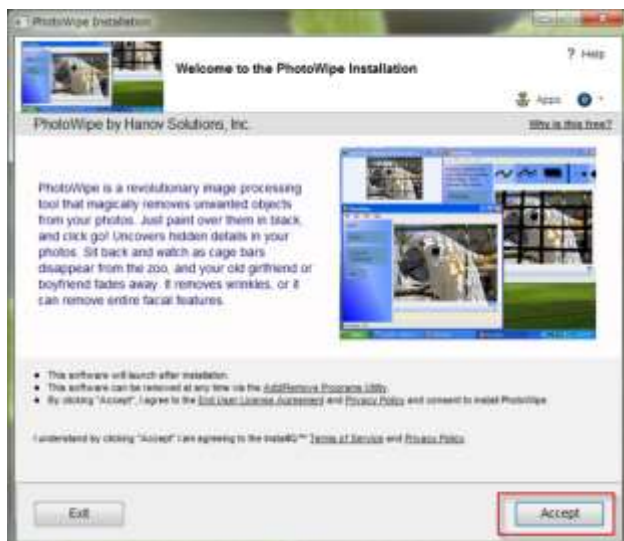 PhotoWipe Installation
Welcome to the PhotoWipe Installation
? Help
Apps
PhotoWipe by Hanov Solutions, Inc.
Why is this free?
PhotoWipe is a revolutionary image processing
tool that magically removes unwanted objects
from your photos. Just paint over them in black,
and click go! Uncovers hidden details in your
photos. Sit back and watch as cage bars
disappear from the zoo, and your old girlfriend or
boyfriend fades away. It removes wrinkles, or it
can remove entire facial features.
This software will launch after installation.
This software can be removed at any time via the Add/Remove Programs Utility.
By clicking "Accept", I agree to the End User License Agreement and Privacy Policy and consent to install PhotoWipe.
I understand by clicking "Accept" I am agreeing to the InstallIQ™ Terms of Service and Privacy Policy.
Exit
Accept